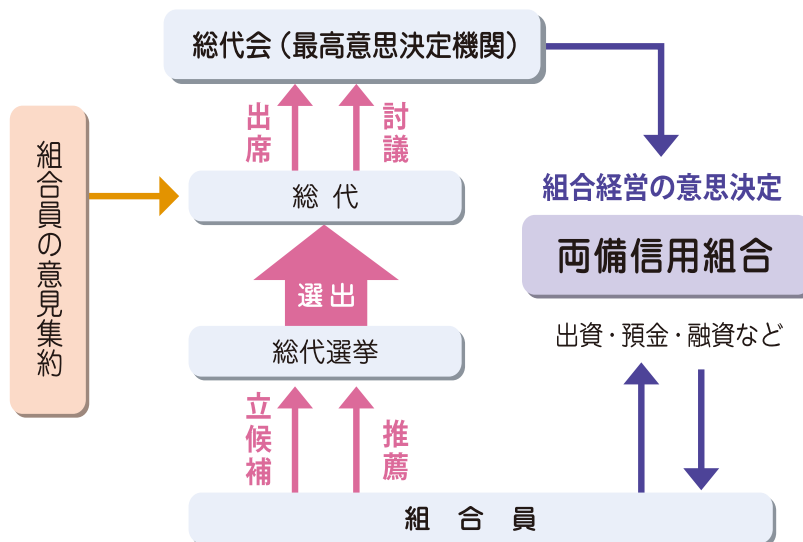 総代会（最高意思決定機関）
出席
討議
組合員の意見集約
総代
組合経営の意思決定
両備信用組合
選出
出資・預金・融資など
総代選挙
立候補
推薦
組合員